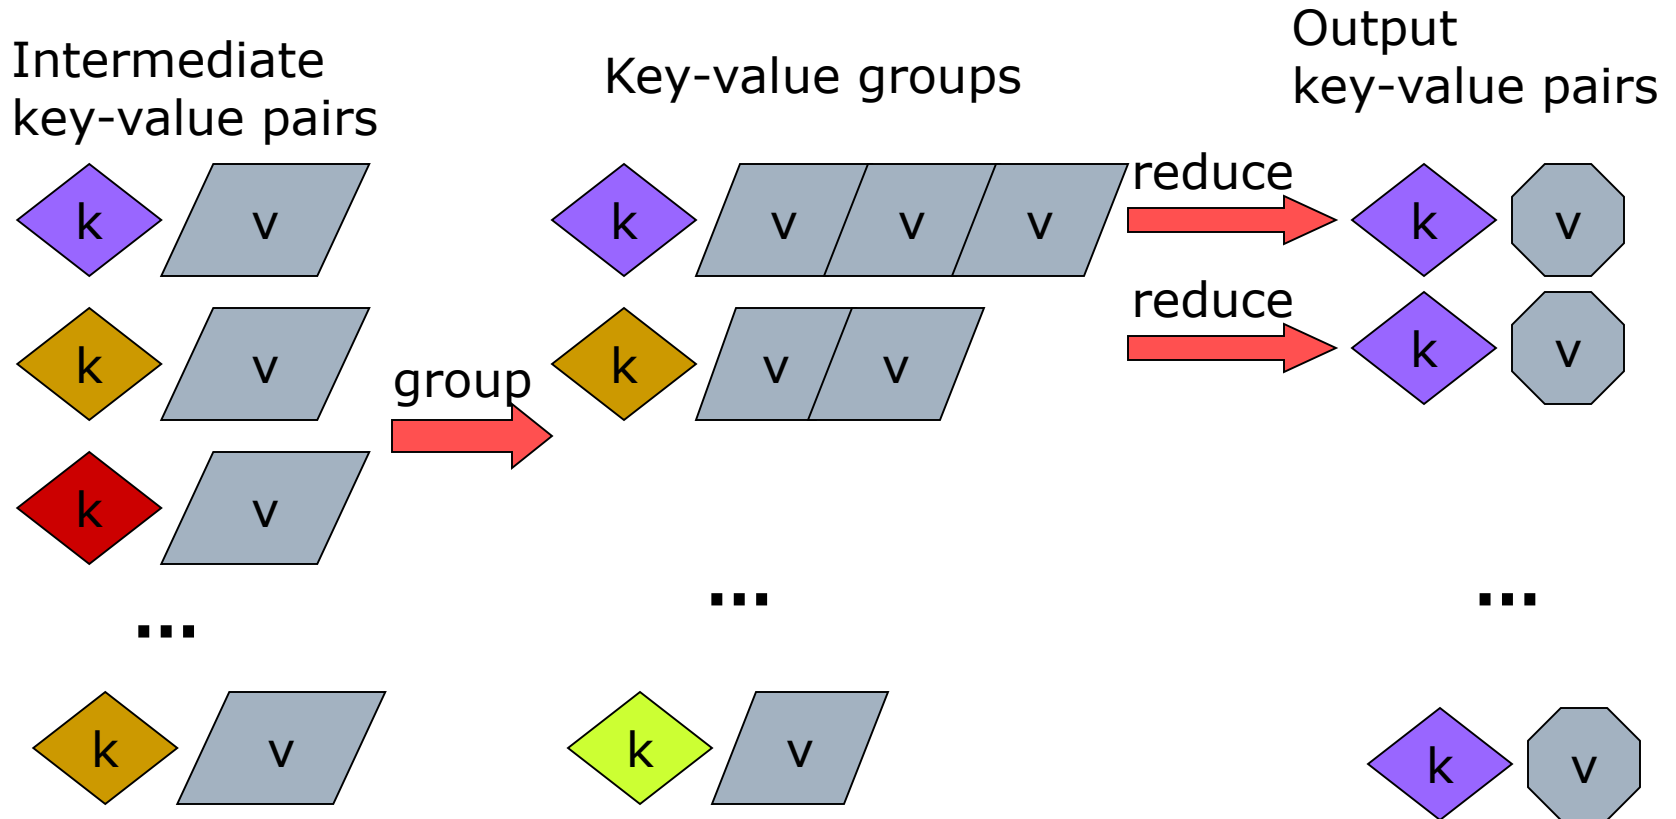 Intermediate
key-value pairs
Key-value groups
Output
key-value pairs
k v
k v v v
reduce
k v
k v
group
k v v
reduce
k v
k v
...
...
...
k v
k v
k v